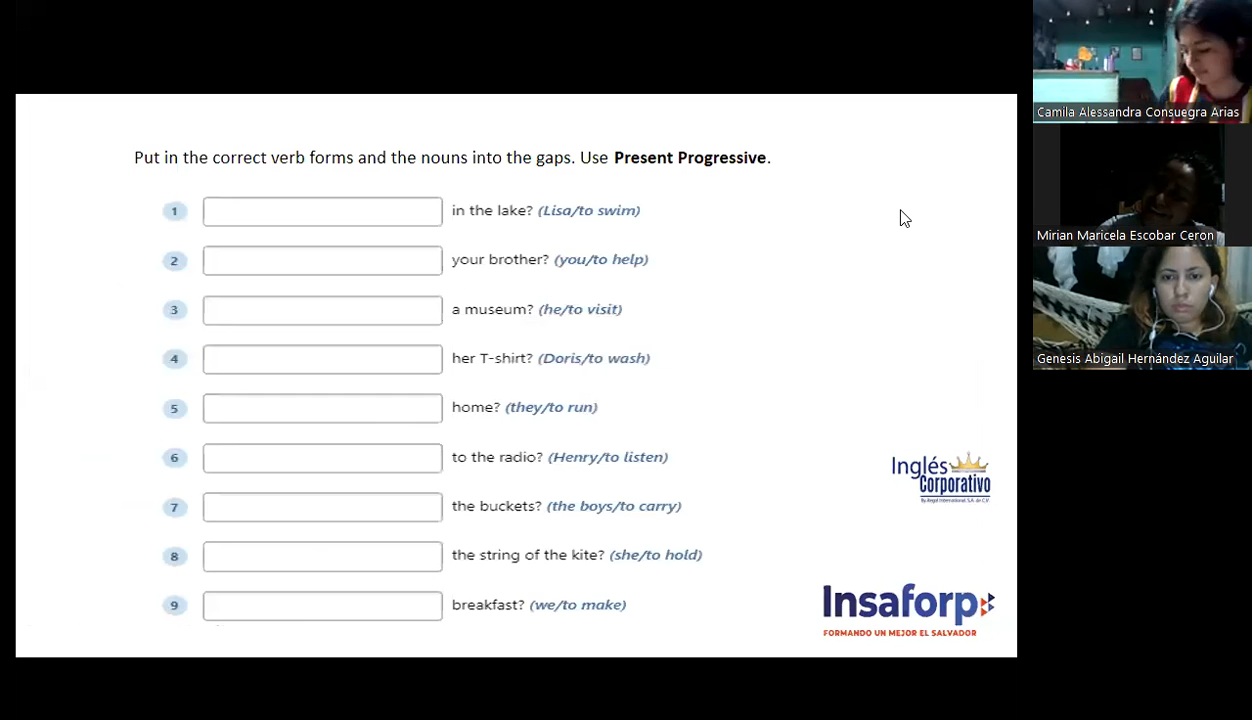 Put in the correct verb forms and the nouns into the gaps. Use Present Progressive.
1 in the lake? (Lisa/to swim)
2 your brother? (you/to help)
3 a museum? (he/to visit)
4 her T-shirt? (Doris/to wash)
5 home? (they/to run)
6 to the radio? (Henry/to listen)
7 the buckets? (the boys/to carry)
8 the string of the kite? (she/to hold)
9 breakfast? (we/to make)
Inglés
Corporativo
By Angel International, S.A. de C.V.
Insaforp
FORMANDO UN MEJOR EL SALVADOR
Camila Alessandra Consuegra Arias
Mirian Maricela Escobar Ceron
Genesis Abigail Hernández Aguilar